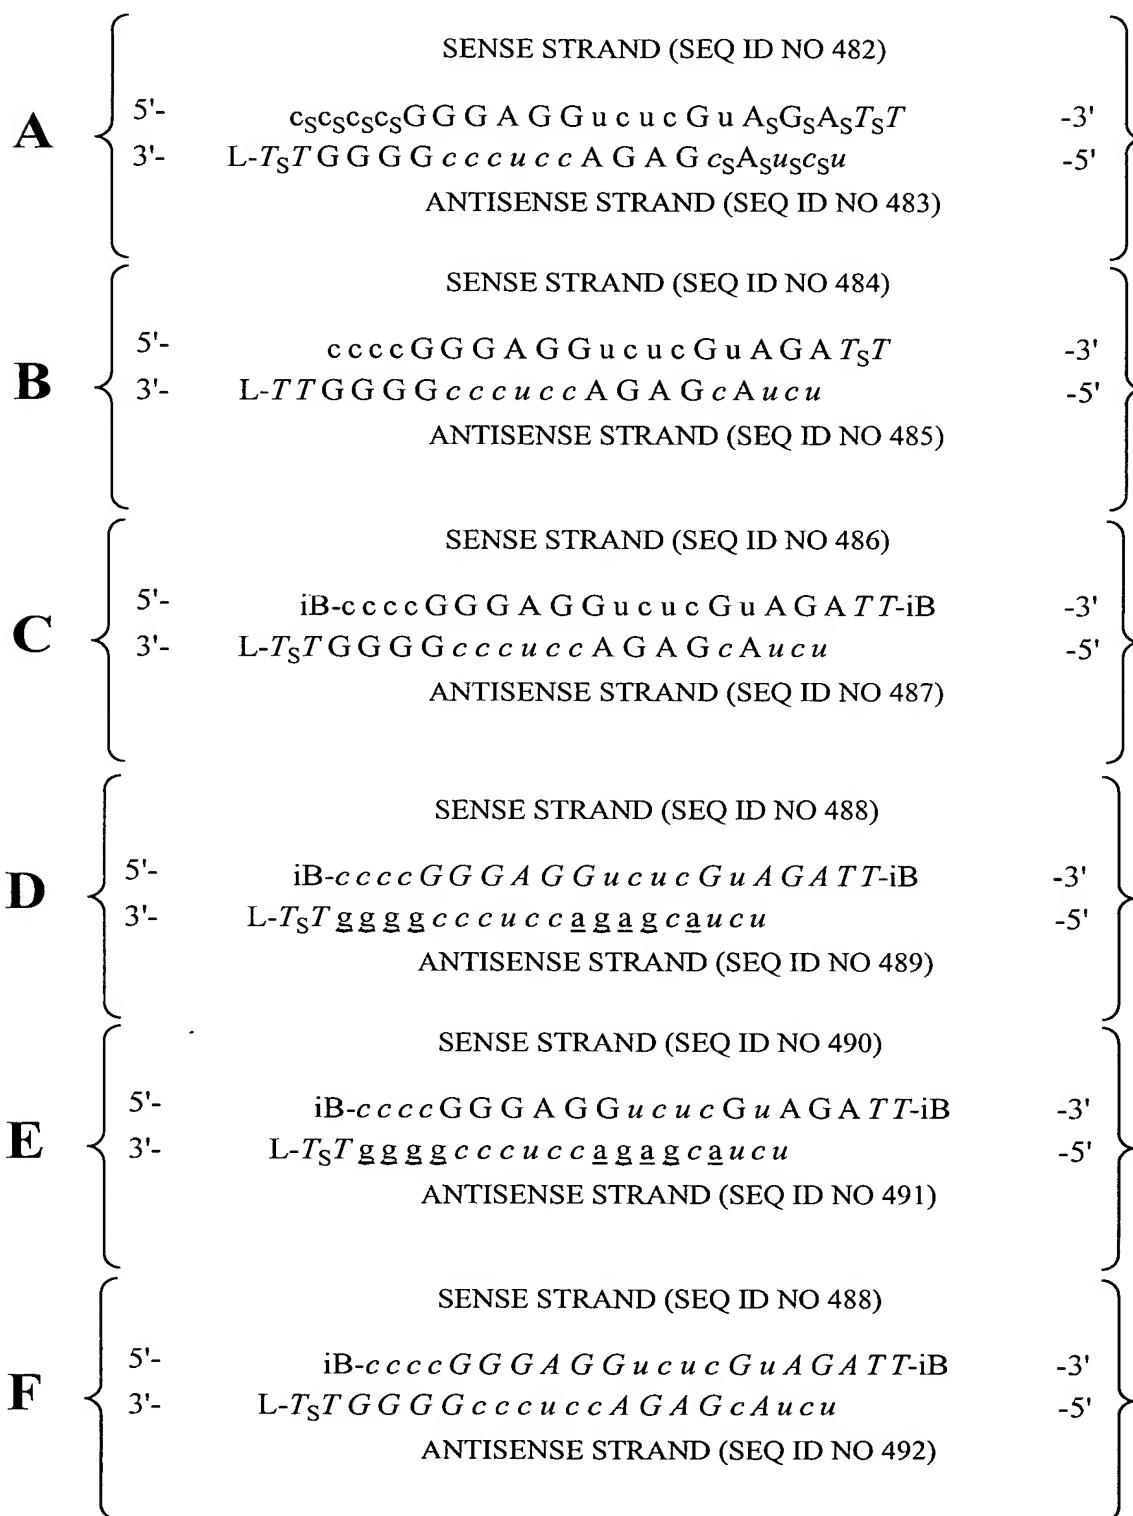 SENSE STRAND (SEQ ID NO 482)
5'- cScScScSGGGAGGucucGuASGSASTST -3'
A
3'- L-TSTGGGGcccuccAGAGcSASuScSu -5'
ANTISENSE STRAND (SEQ ID NO 483)
SENSE STRAND (SEQ ID NO 484)
5'- ccccGGGAGGucucGuAGATST -3'
B
3'- L-TTGGGGcccuccAGAGcAucu -5'
ANTISENSE STRAND (SEQ ID NO 485)
SENSE STRAND (SEQ ID NO 486)
5'- iB-ccccGGGAGGucucGuAGATT-iB -3'
C
3'- L-TSTGGGGcccuccAGAGcAucu -5'
ANTISENSE STRAND (SEQ ID NO 487)
SENSE STRAND (SEQ ID NO 488)
5'- iB-ccccGGGAGGucucGuAGATT-iB -3'
D
3'- L-TSTggggcccuccagagcaucu -5'
ANTISENSE STRAND (SEQ ID NO 489)
SENSE STRAND (SEQ ID NO 490)
5'- iB-ccccGGGAGGucucGuAGATT-iB -3'
E
3'- L-TSTggggcccuccagagcaucu -5'
ANTISENSE STRAND (SEQ ID NO 491)
SENSE STRAND (SEQ ID NO 488)
5'- iB-ccccGGGAGGucucGuAGATT-iB -3'
F
3'- L-TSTGGGGcccuccAGAGcAucu -5'
ANTISENSE STRAND (SEQ ID NO 492)